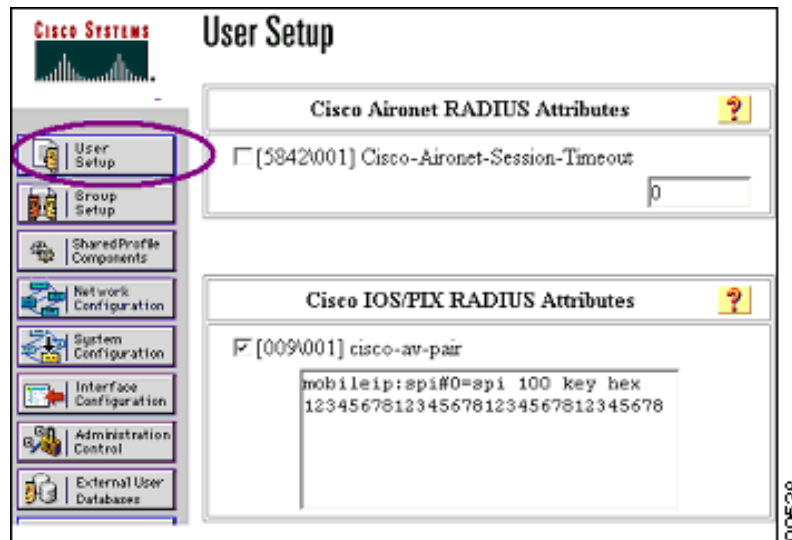 CISCO SYSTEMS
User Setup
User
Setup
Group
Setup
Shared Profile
Components
Network
Configuration
System
Configuration
Interface
Configuration
Administration
Control
External User
Databases
Cisco Aironet RADIUS Attributes
?
[5842\001] Cisco-Aironet-Session-Timeout
0
Cisco IOS/PIX RADIUS Attributes
?
[009\001] cisco-av-pair
mobileip:spi#0=spi 100 key hex
12345678123456781234567812345678